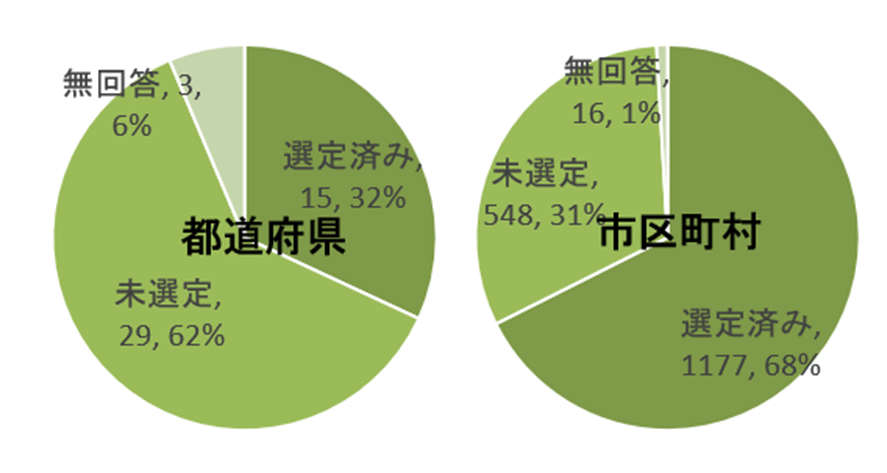 無回答, 3,
6%
選定済み,
15, 32%
都道府県
未選定,
29, 62%
無回答,
16, 1%
未選定,
548, 31%
市区町村
選定済み,
1177, 68%